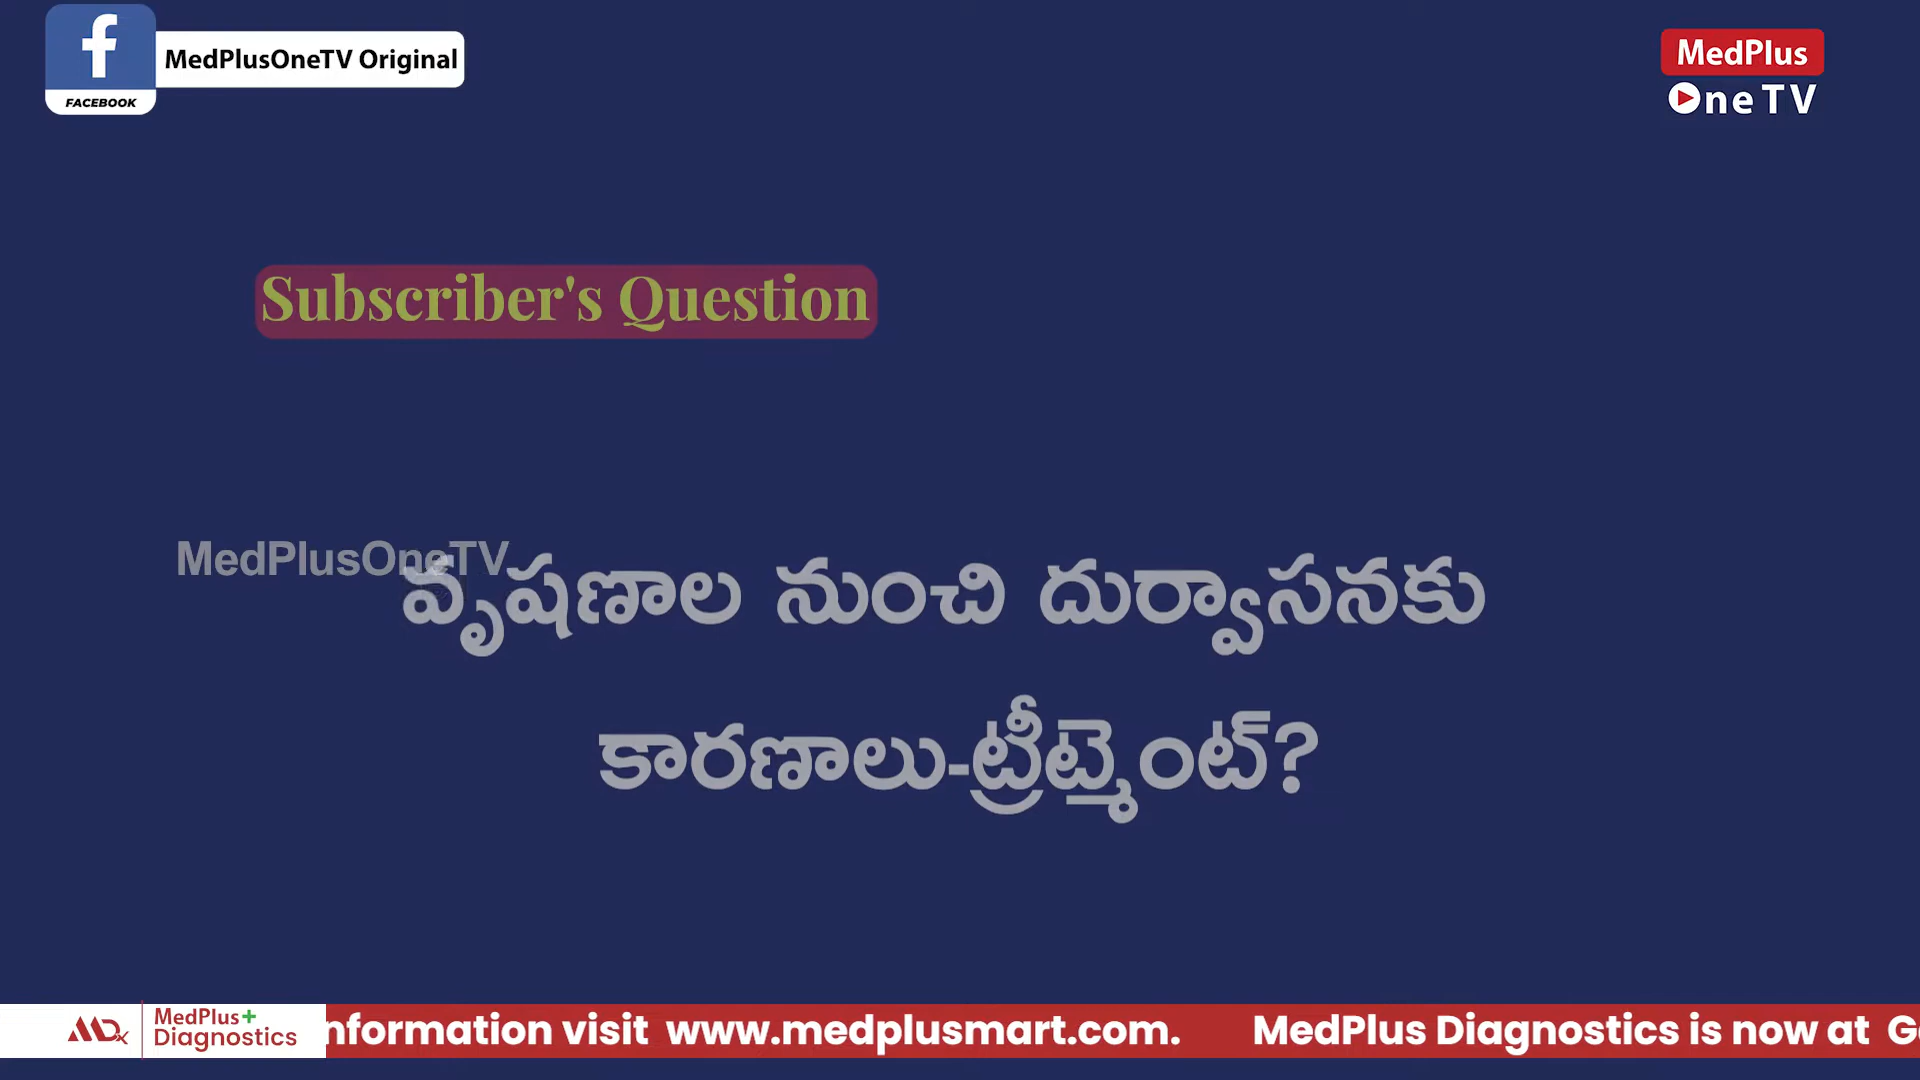 MedPlusOneTV Original
FACEBOOK
MedPlus
OneTV
Subscriber's Question
MedPlusOneTV
వృషణాల నుంచి దుర్వాసనకు
కారణాలు-ట్రీట్మెంట్?
MedPlus+
Diagnostics
nformation visit www.medplusmart.com. MedPlus Diagnostics is now at G